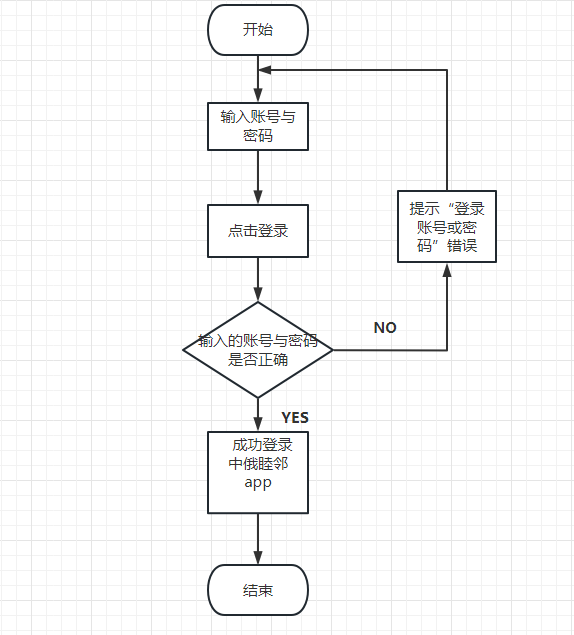 开始
输入账号与
密码
点击登录
提示“登录
账号或密
码”错误
输入的账号与密码
是否正确
NO
YES
成功登录
中俄睦邻
app
结束